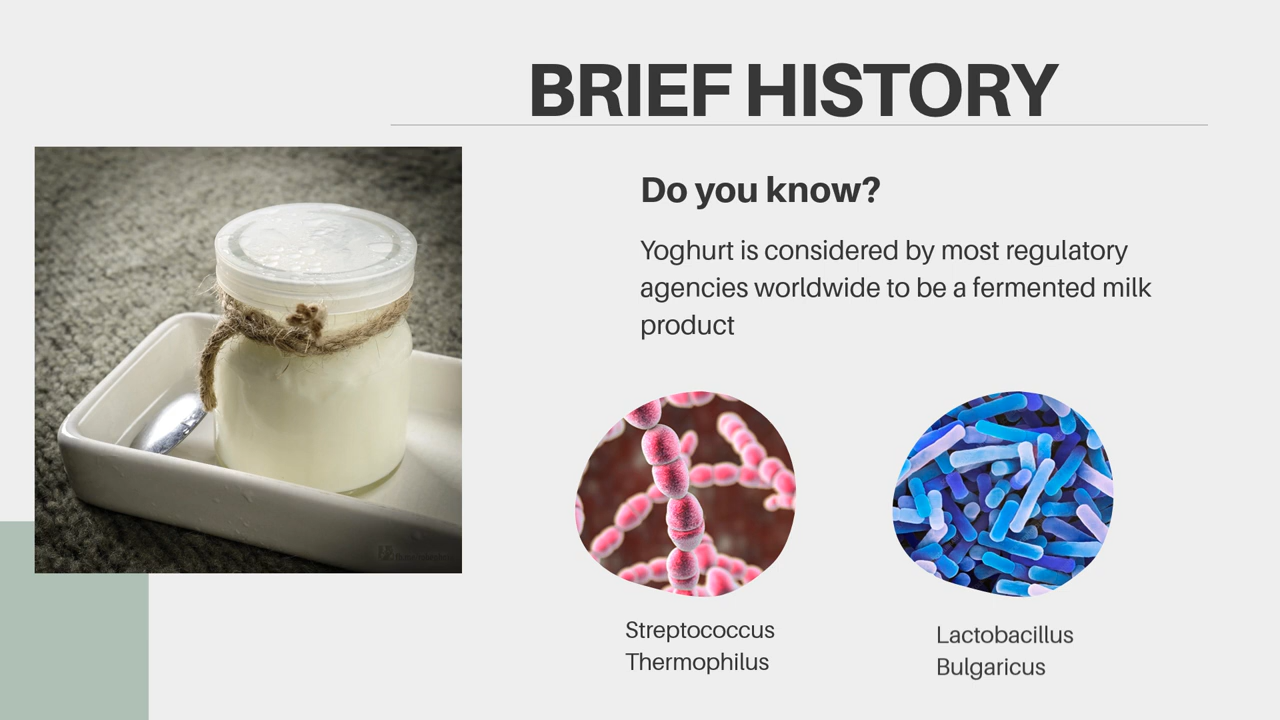 BRIEF HISTORY
Do you know?
Yoghurt is considered by most regulatory
agencies worldwide to be a fermented milk
product
Streptococcus
Thermophilus
Lactobacillus
Bulgaricus